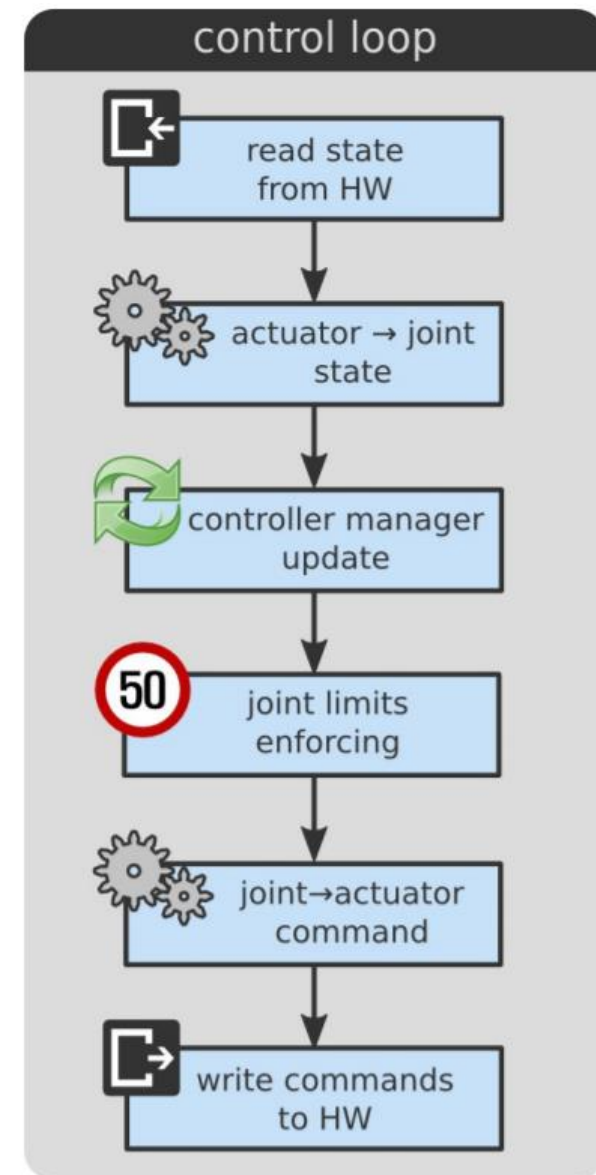 control loop
read state
from HW
actuator → joint
state
controller manager
update
50
joint limits
enforcing
joint→actuator
command
write commands
to HW